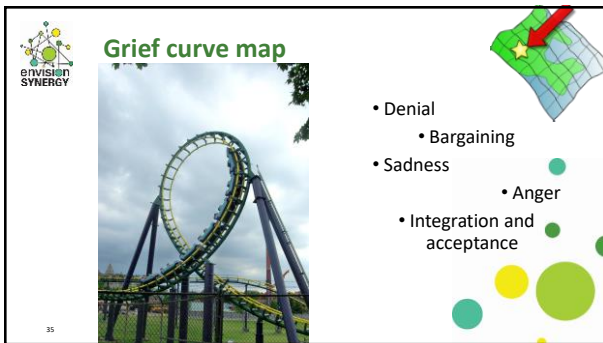 envision
SYNERGY
Grief curve map
• Denial
• Bargaining
• Sadness
• Anger
• Integration and
acceptance
35